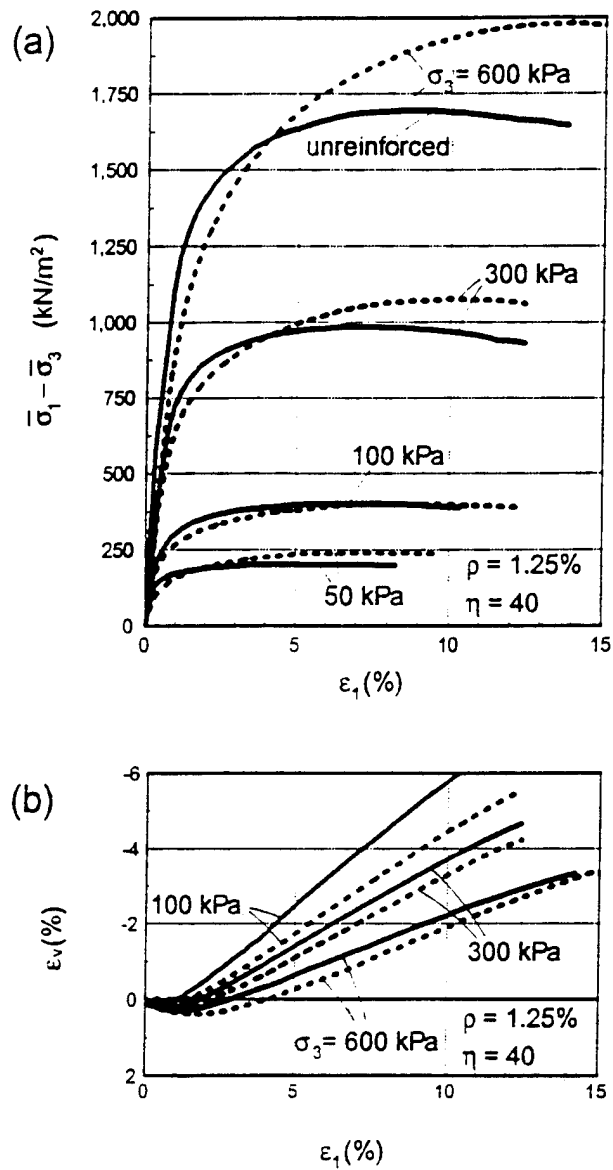 (a)
2,000
1,750
1,500
1,250
1,000
750
500
250
0
σ̅₁ − σ̅₃ (kN/m²)
σ₃= 600 kPa
unreinforced
300 kPa
100 kPa
50 kPa
ρ = 1.25%
η = 40
0 5 10 15
ε₁(%)
(b)
-6
-4
-2
0
2
εᵥ(%)
100 kPa
300 kPa
σ₃= 600 kPa
ρ = 1.25%
η = 40
0 5 10 15
ε₁(%)